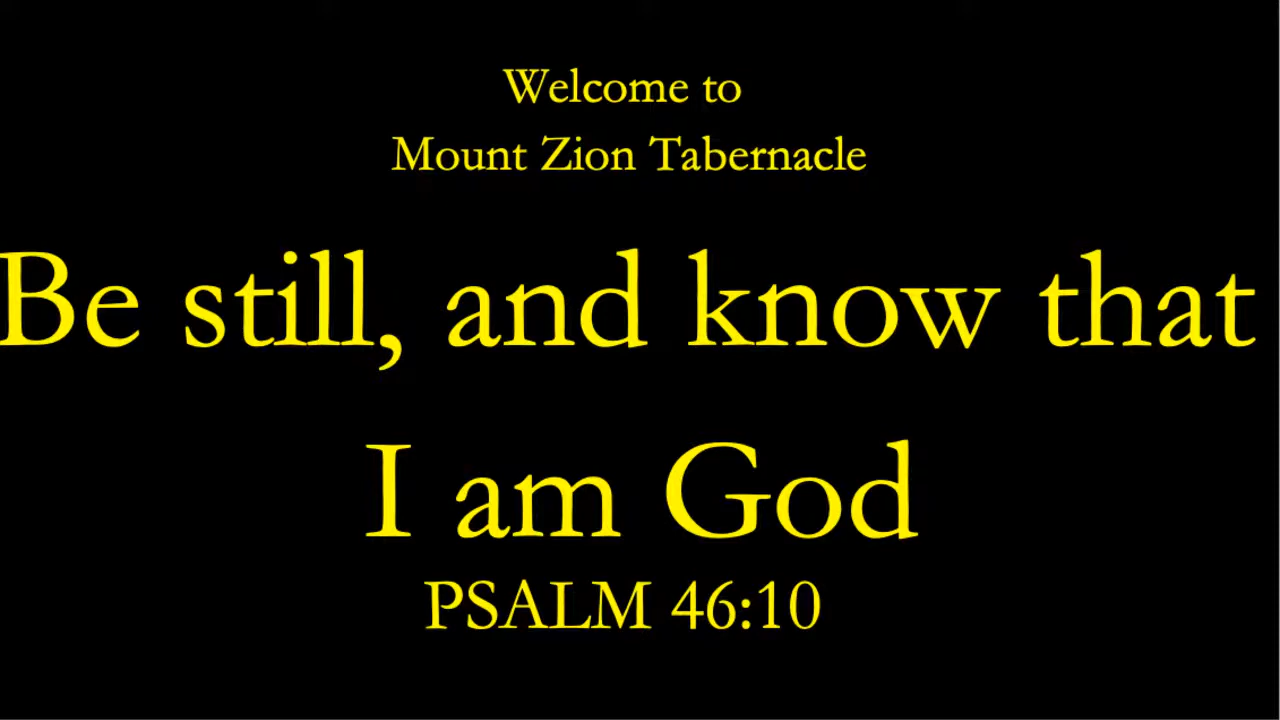 Welcome to
Mount Zion Tabernacle
Be still, and know that
I am God
PSALM 46:10